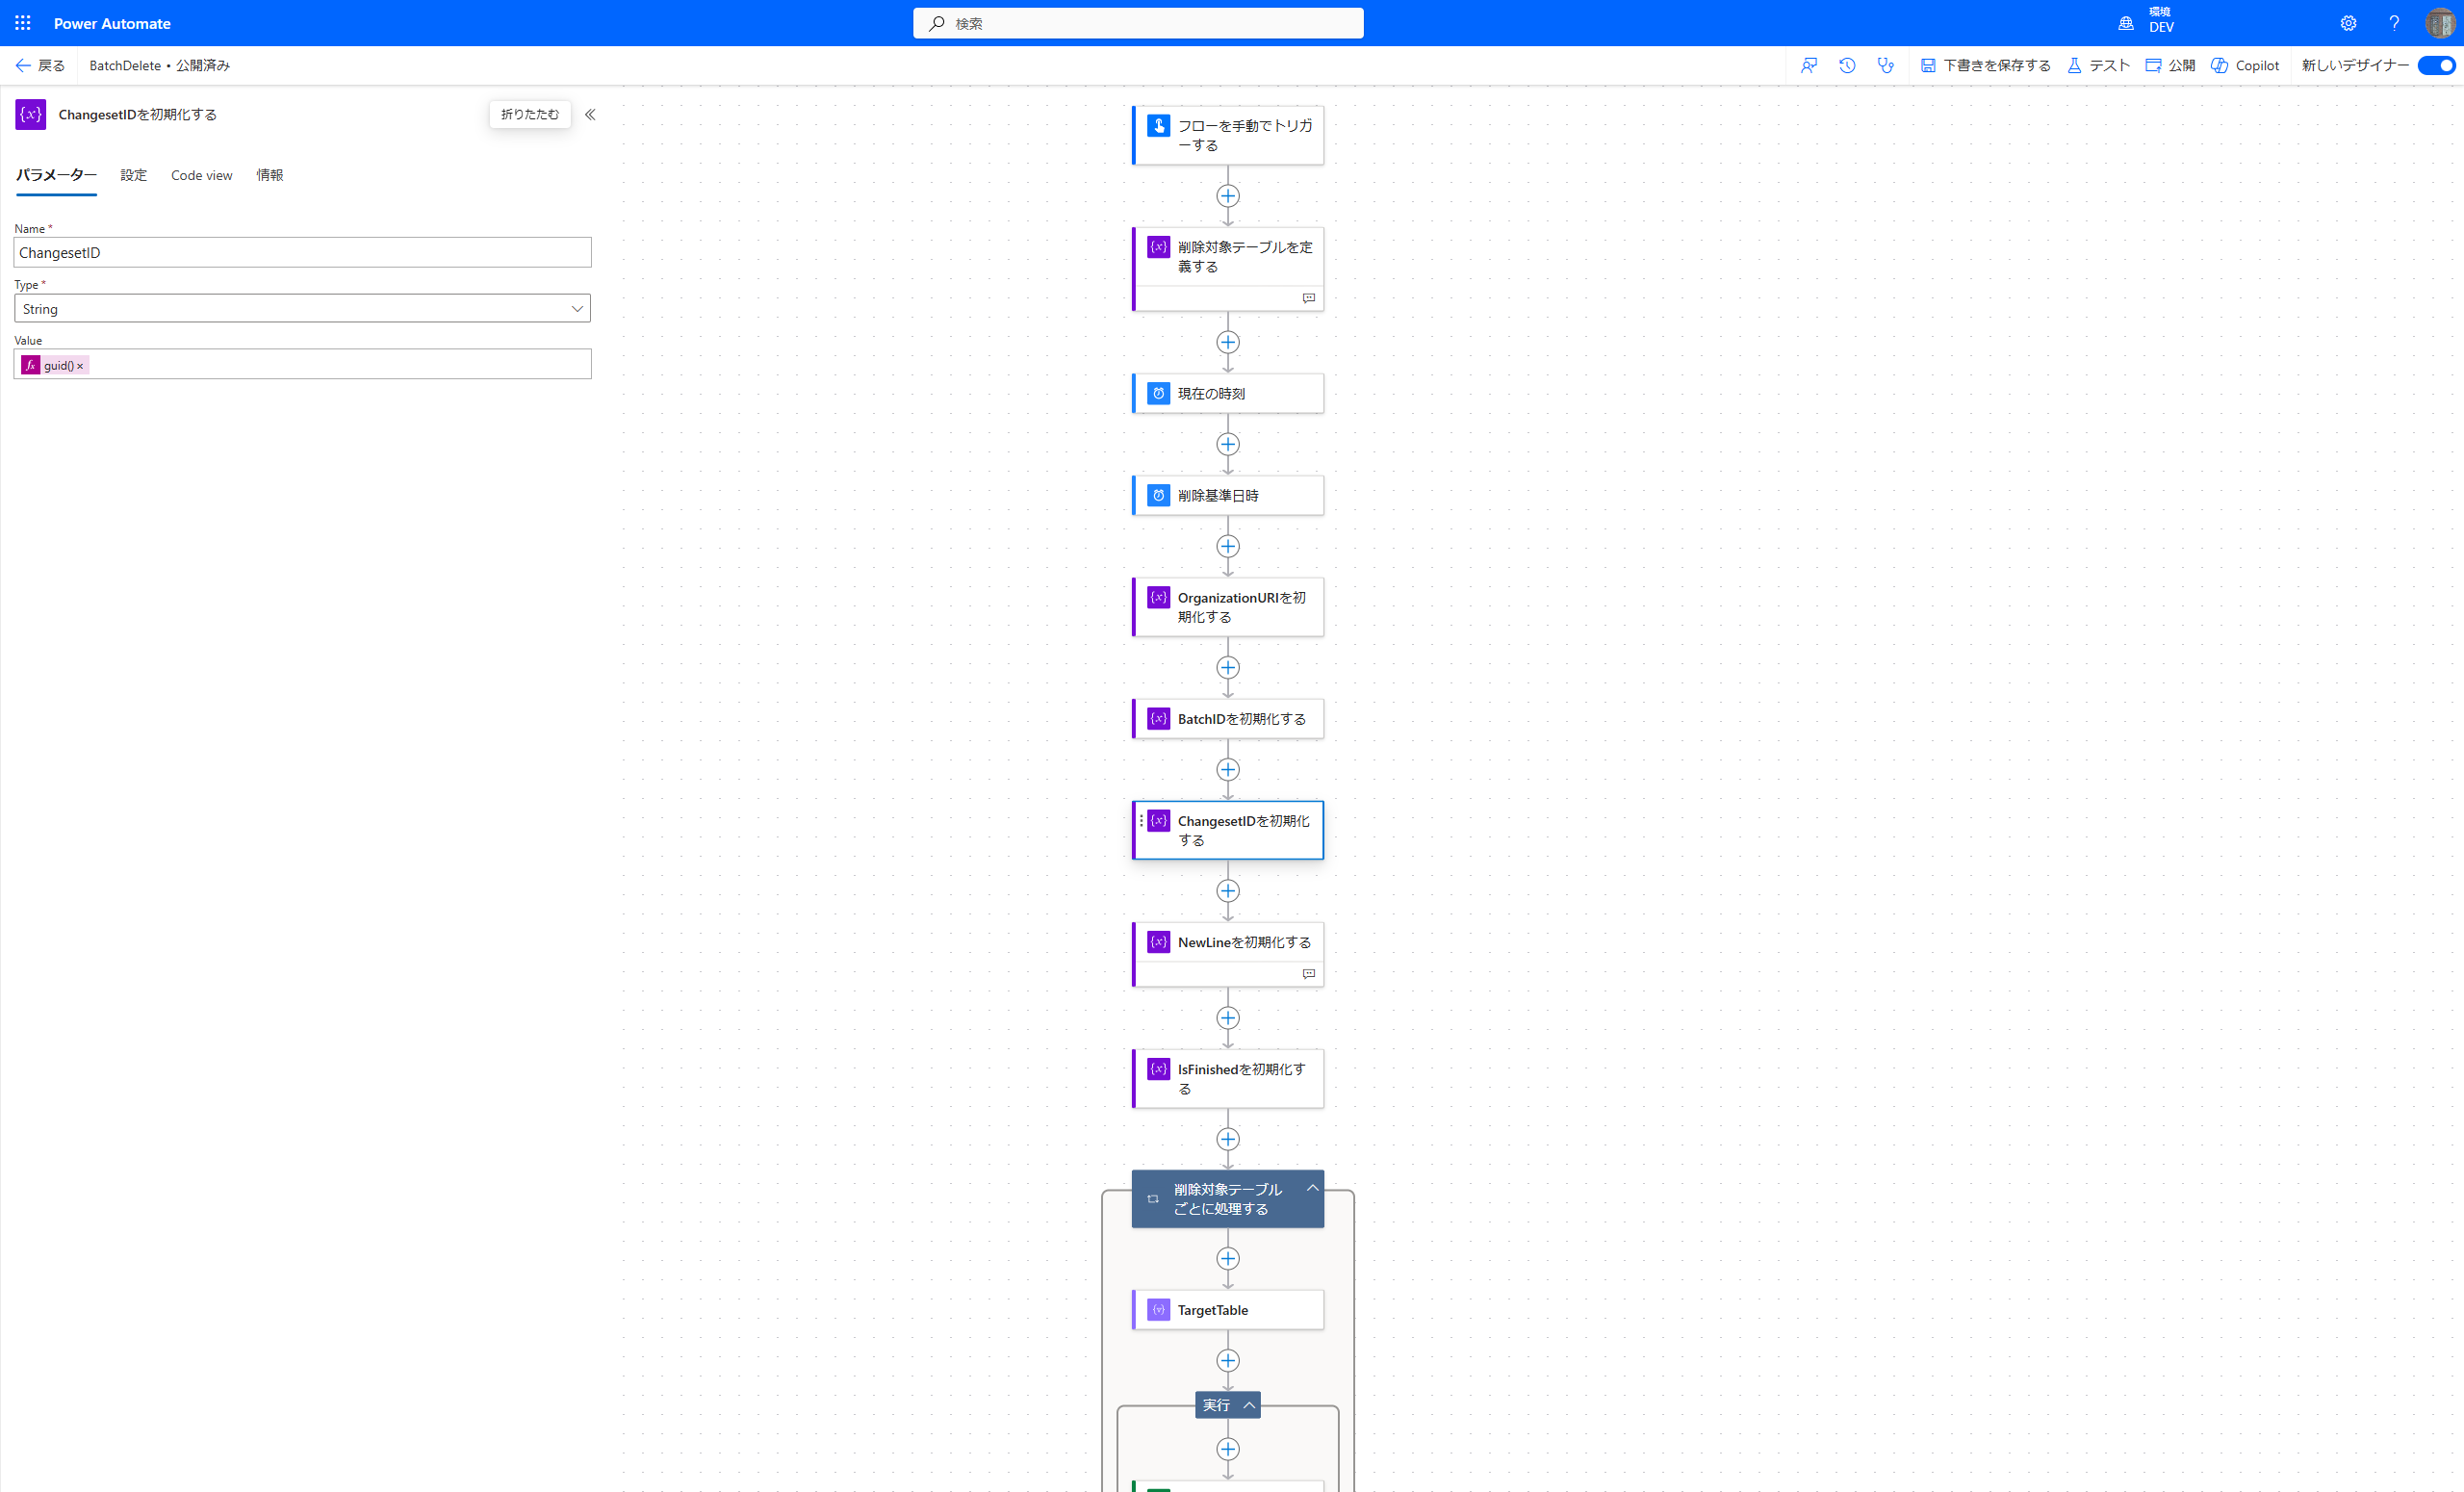 Power Automate
検索
環境
DEV
戻る
BatchDelete • 公開済み
下書きを保存する
テスト
公開
Copilot
新しいデザイナー
ChangesetIDを初期化する
折りたたむ
パラメーター
設定
Code view
情報
Name *
ChangesetID
Type *
String
Value
fx guid() ×
フローを手動でトリガ
ーする
{x} 削除対象テーブルを定
義する
現在の時刻
削除基準日時
{x} OrganizationURIを初
期化する
{x} BatchIDを初期化する
{x} ChangesetIDを初期化
する
{x} NewLineを初期化する
{x} IsFinishedを初期化す
る
削除対象テーブル
ごとに処理する
TargetTable
実行